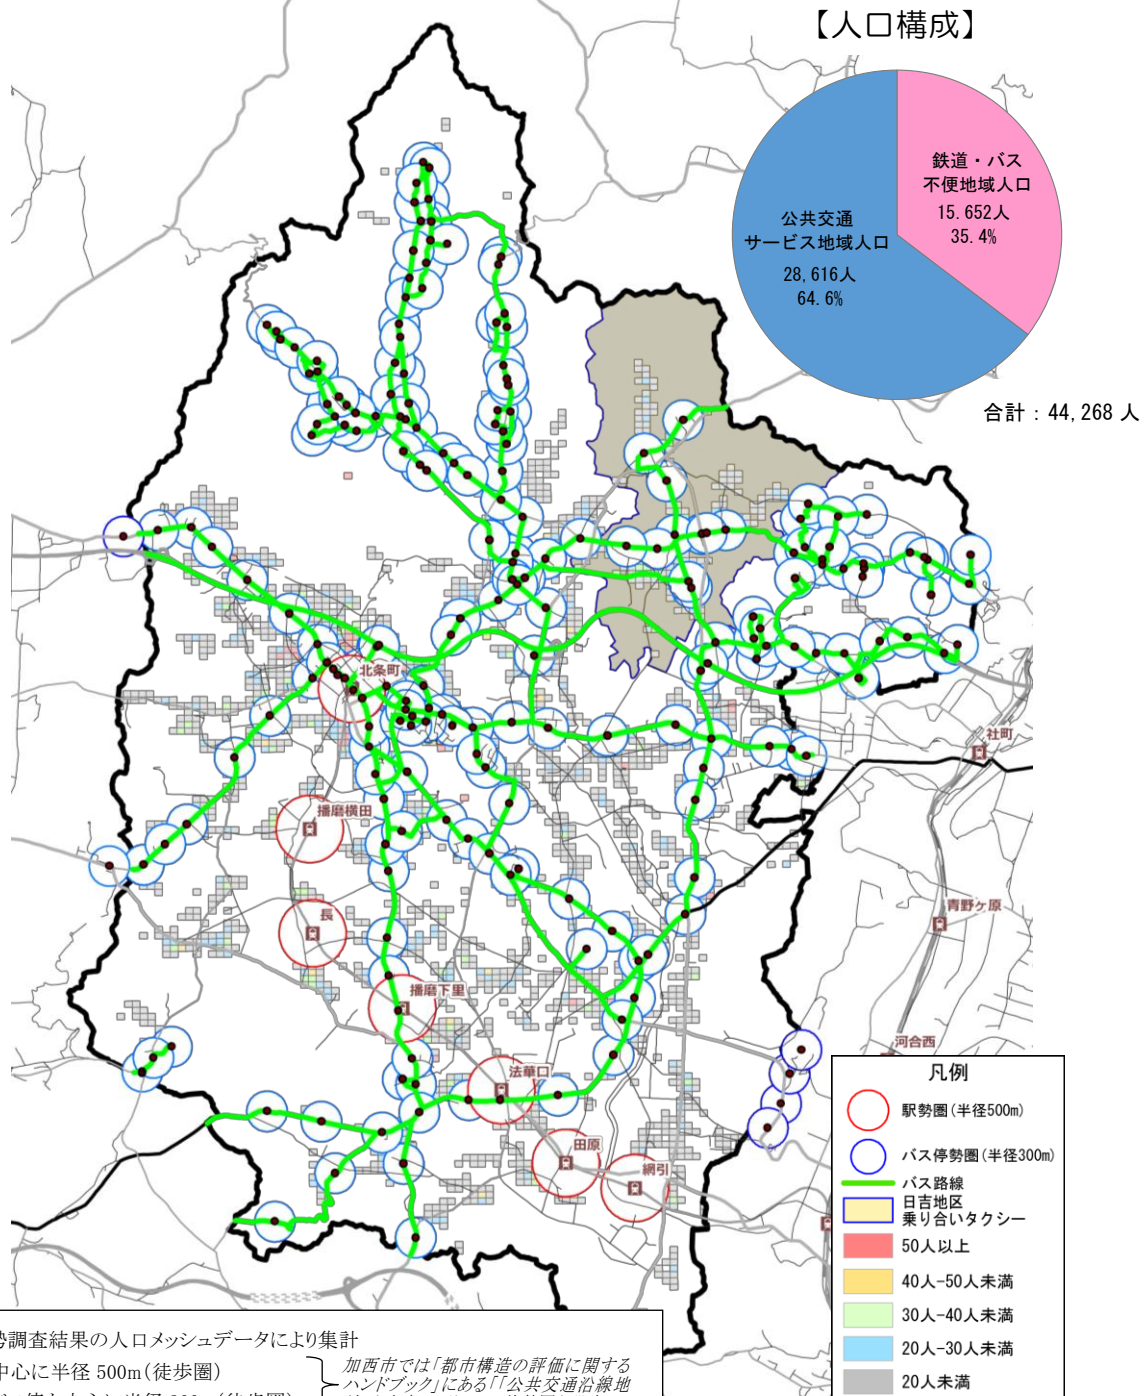 【人口構成】
鉄道・バス
不便地域人口
15.652人
35.4%
公共交通
サービス地域人口
28,616人
64.6%
合計：44,268 人
北条町
播磨横田
長
播磨下里
法華口
田原
網引
社町
青野ヶ原
河合西
凡例
駅勢圏(半径500m)
バス停勢圏(半径300m)
バス路線
日吉地区
乗り合いタクシー
50人以上
40人-50人未満
30人-40人未満
20人-30人未満
20人未満
勢調査結果の人口メッシュデータにより集計
中心に半径 500m(徒歩圏)
加西市では「都市構造の評価に関する
ハンドブック」にある「「公共交通沿線地